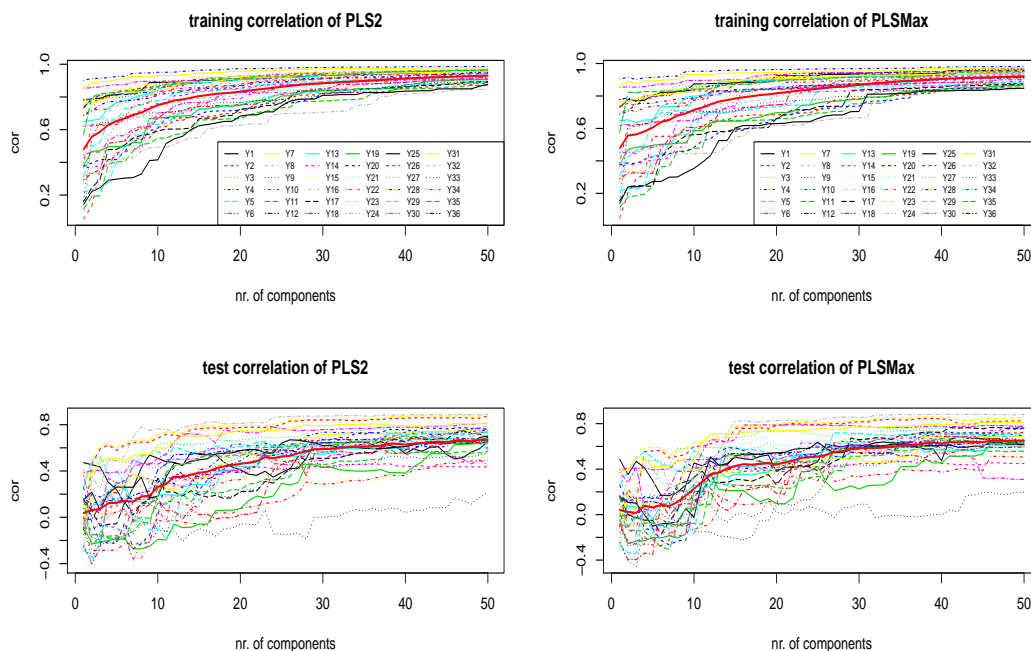 training correlation of PLS2
cor
1.0
0.6
0.2
Y1 Y7 Y13 Y19 Y25 Y31
Y2 Y8 Y14 Y20 Y26 Y32
Y3 Y9 Y15 Y21 Y27 Y33
Y4 Y10 Y16 Y22 Y28 Y34
Y5 Y11 Y17 Y23 Y29 Y35
Y6 Y12 Y18 Y24 Y30 Y36
0 10 20 30 40 50
nr. of components
training correlation of PLSMax
cor
1.0
0.6
0.2
Y1 Y7 Y13 Y19 Y25 Y31
Y2 Y8 Y14 Y20 Y26 Y32
Y3 Y9 Y15 Y21 Y27 Y33
Y4 Y10 Y16 Y22 Y28 Y34
Y5 Y11 Y17 Y23 Y29 Y35
Y6 Y12 Y18 Y24 Y30 Y36
0 10 20 30 40 50
nr. of components
test correlation of PLS2
cor
0.8
0.4
0.0
−0.4
0 10 20 30 40 50
nr. of components
test correlation of PLSMax
cor
0.8
0.4
0.0
−0.4
0 10 20 30 40 50
nr. of components